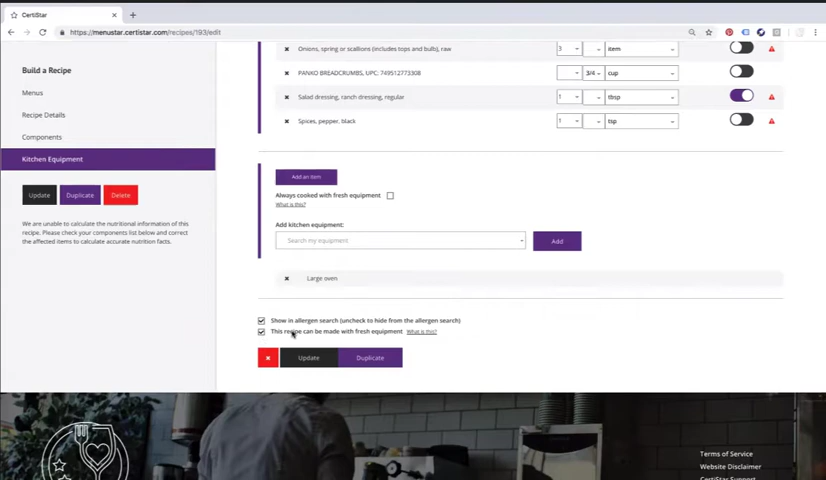 CertiStar
https://menustar.certistar.com/recipes/193/edit
Build a Recipe
Menus
Recipe Details
Components
Kitchen Equipment
Update Duplicate Delete
We are unable to calculate the nutritional information of this
recipe. Please check your components list below and correct
the affected items to calculate accurate nutrition facts.
Onions, spring or scallions (includes tops and bulb), raw 3 item
PANKO BREADCRUMBS, UPC: 749512773308 3/4 cup
Salad dressing, ranch dressing, regular 1 tbsp
Spices, pepper, black 1 tsp
Add an item
Always cooked with fresh equipment
What is this?
Add kitchen equipment:
Search my equipment Add
Large oven
Show in allergen search (uncheck to hide from the allergen search)
This recipe can be made with fresh equipment What is this?
Update Duplicate
Terms of Service
Website Disclaimer
CertiStar Support